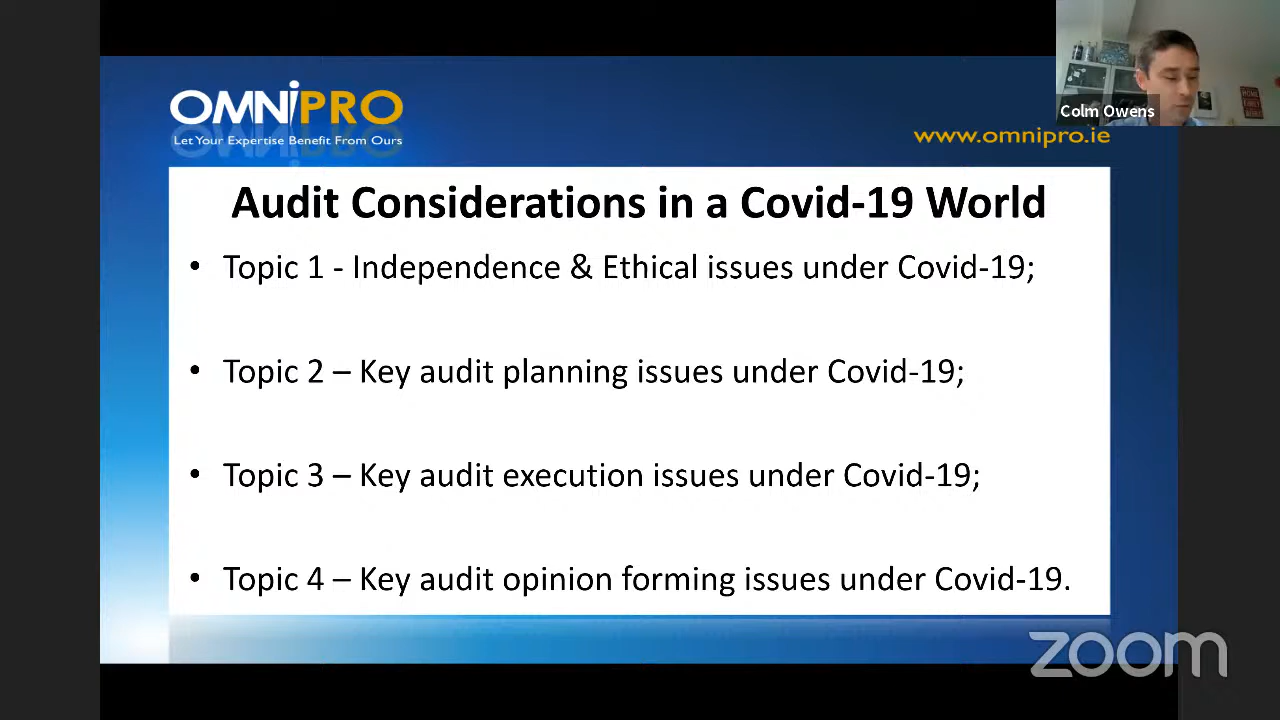 OMNiPRO
Let Your Expertise Benefit From Ours
Colm Owens
www.omnipro.ie
Audit Considerations in a Covid-19 World
• Topic 1 - Independence & Ethical issues under Covid-19;
• Topic 2 – Key audit planning issues under Covid-19;
• Topic 3 – Key audit execution issues under Covid-19;
• Topic 4 – Key audit opinion forming issues under Covid-19.
zoom